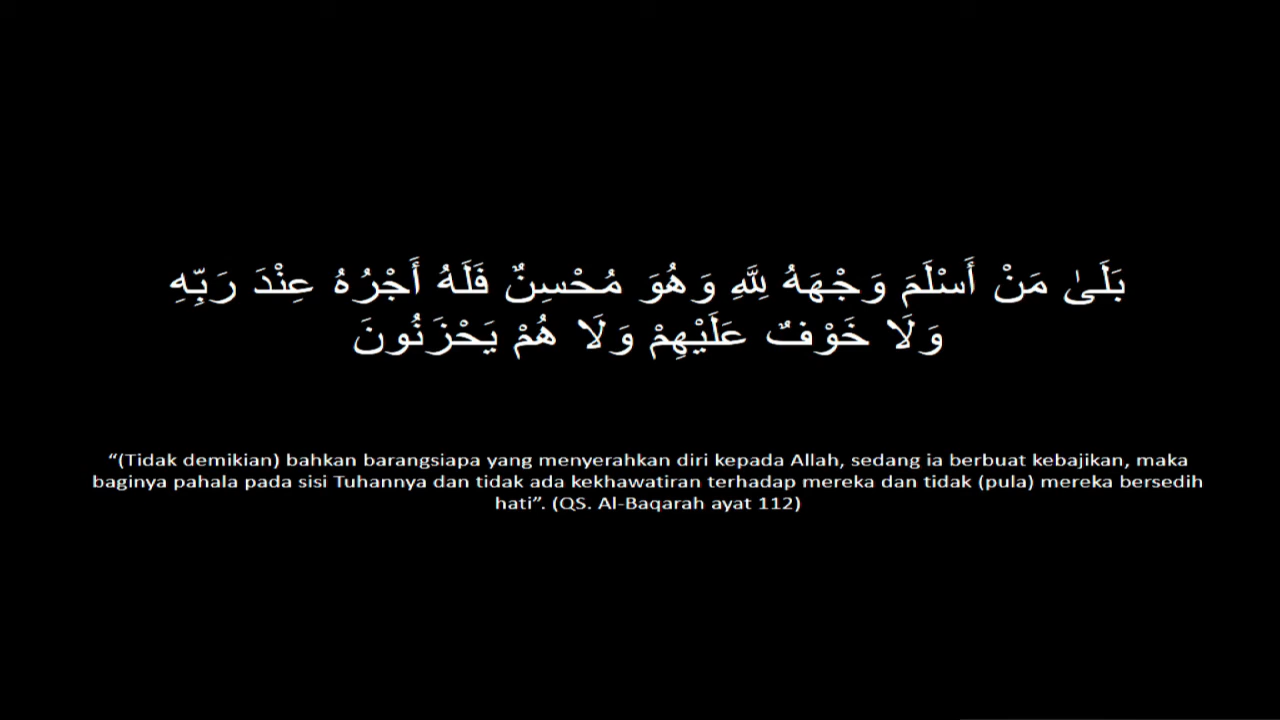 بَلَىٰ مَنْ أَسْلَمَ وَجْهَهُ لِلَّهِ وَهُوَ مُحْسِنٌ فَلَهُ أَجْرُهُ عِنْدَ رَبِّهِ
وَلَا خَوْفٌ عَلَيْهِمْ وَلَا هُمْ يَحْزَنُونَ
“(Tidak demikian) bahkan barangsiapa yang menyerahkan diri kepada Allah, sedang ia berbuat kebajikan, maka
baginya pahala pada sisi Tuhannya dan tidak ada kekhawatiran terhadap mereka dan tidak (pula) mereka bersedih
hati”. (QS. Al-Baqarah ayat 112)